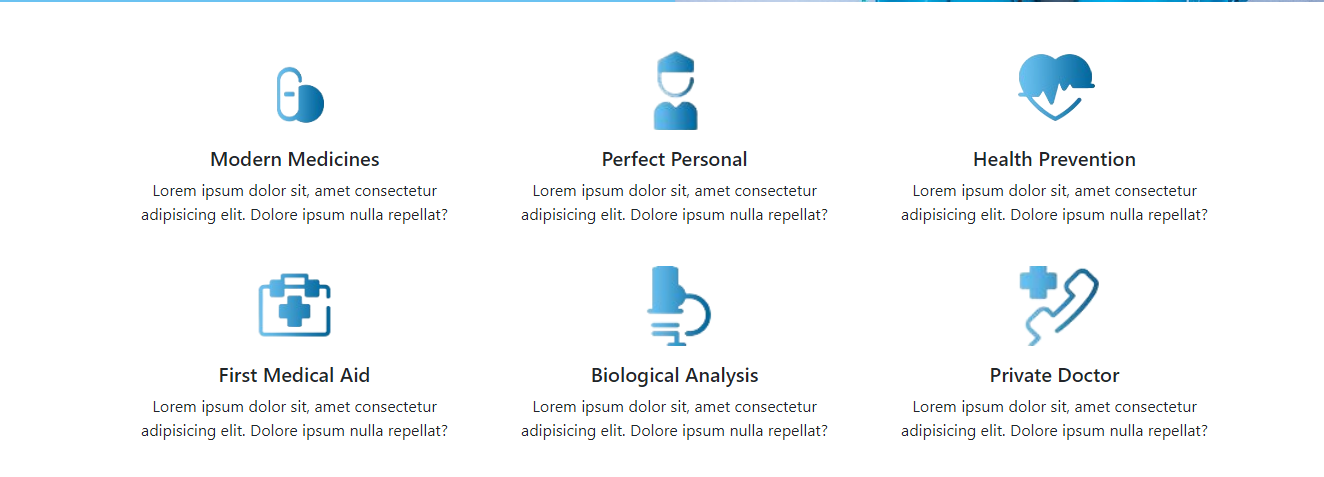 Modern Medicines
Lorem ipsum dolor sit, amet consectetur
adipisicing elit. Dolore ipsum nulla repellat?
Perfect Personal
Lorem ipsum dolor sit, amet consectetur
adipisicing elit. Dolore ipsum nulla repellat?
Health Prevention
Lorem ipsum dolor sit, amet consectetur
adipisicing elit. Dolore ipsum nulla repellat?
First Medical Aid
Lorem ipsum dolor sit, amet consectetur
adipisicing elit. Dolore ipsum nulla repellat?
Biological Analysis
Lorem ipsum dolor sit, amet consectetur
adipisicing elit. Dolore ipsum nulla repellat?
Private Doctor
Lorem ipsum dolor sit, amet consectetur
adipisicing elit. Dolore ipsum nulla repellat?